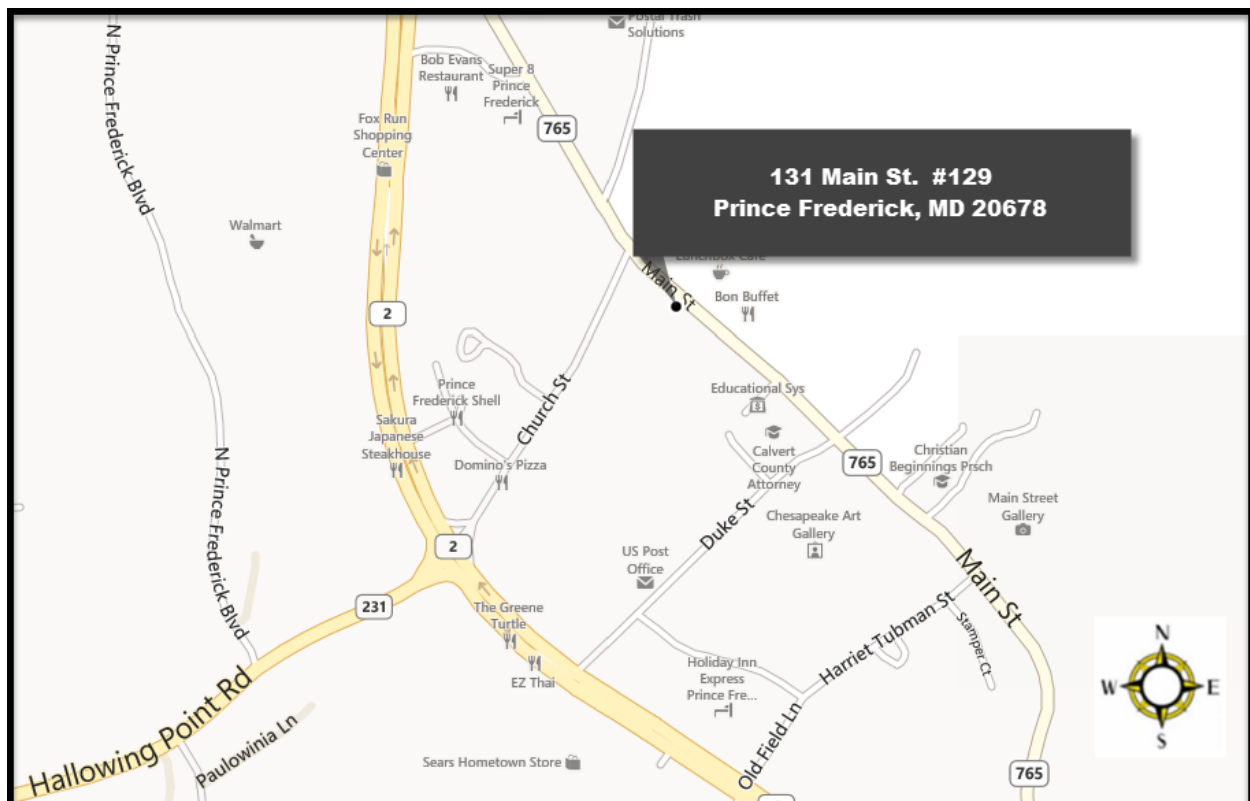 Postal Trash
Solutions
N Prince Frederick Blvd
Bob Evans
Restaurant
Super 8
Prince
Frederick
Fox Run
Shopping
Center
765
131 Main St. #129
Prince Frederick, MD 20678
Walmart
Lunchbox Cafe
Main St
Bon Buffet
2
Prince
Frederick Shell
Educational Sys
Church St
Sakura
Japanese
Steakhouse
Domino's Pizza
Calvert
County
Attorney
765
Christian
Beginnings Prsch
Main Street
Gallery
N Prince Frederick Blvd
Duke St
Chesapeake Art
Gallery
2
US Post
Office
Main St
231
The Greene
Turtle
Harriet Tubman St
Stamper Ct
EZ Thai
Holiday Inn
Express
Prince Fre...
N
W
E
S
Hallowing Point Rd
Paulowinia Ln
Old Field Ln
Sears Hometown Store
765